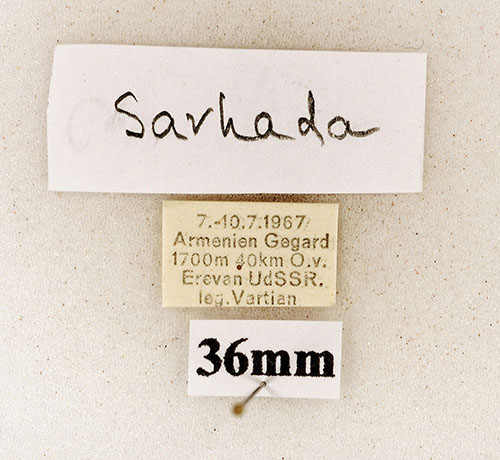 Sarhada
7.-10.7.1967
Armenien Gegard
1700m 40km O.v.
Erevan UdSSR.
leg.Vartian
36mm